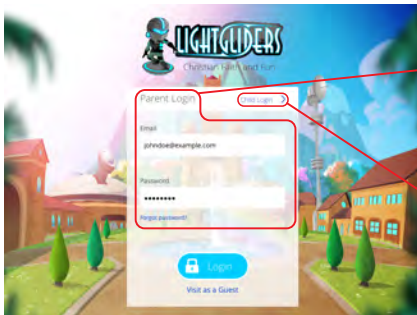 LIGHTGLIDERS
Christian Faith and Fun
Parent Login
Child Login
Email
johndoe@example.com
Password
••••••••
Forgot password?
Login
Visit as a Guest